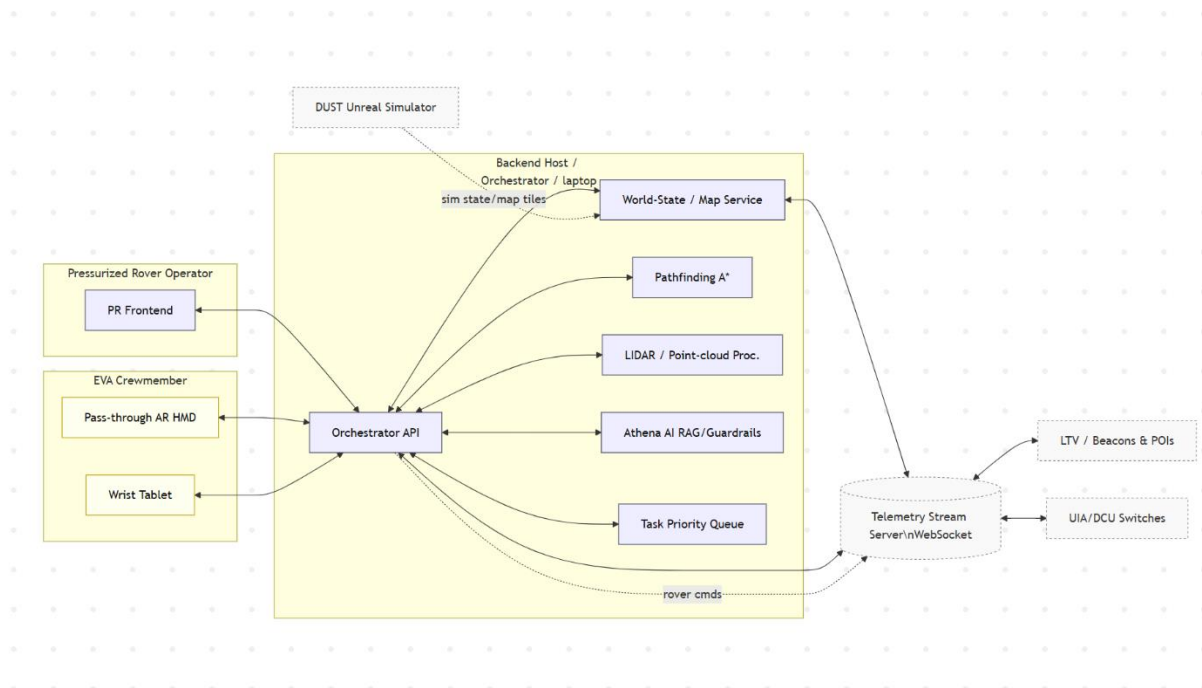 DUST Unreal Simulator
Backend Host /
Orchestrator / laptop
sim state/map tiles
World-State / Map Service
Pressurized Rover Operator
PR Frontend
Pathfinding A*
LIDAR / Point-cloud Proc.
EVA Crewmember
Pass-through AR HMD
Orchestrator API
Athena AI RAG/Guardrails
Wrist Tablet
Task Priority Queue
LTV / Beacons & POIs
Telemetry Stream
Server\nWebSocket
UIA/DCU Switches
rover cmds